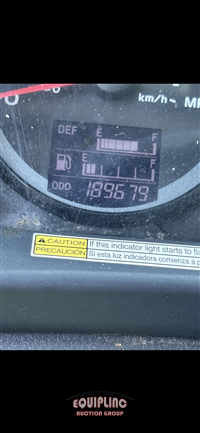 0
km/h
DEF E F
E F
ODO 189679
CAUTION If this indicator light starts to
PRECAUCIÓN Si esta luz indicadora comienza a
EQUIPLINC
AUCTION GROUP